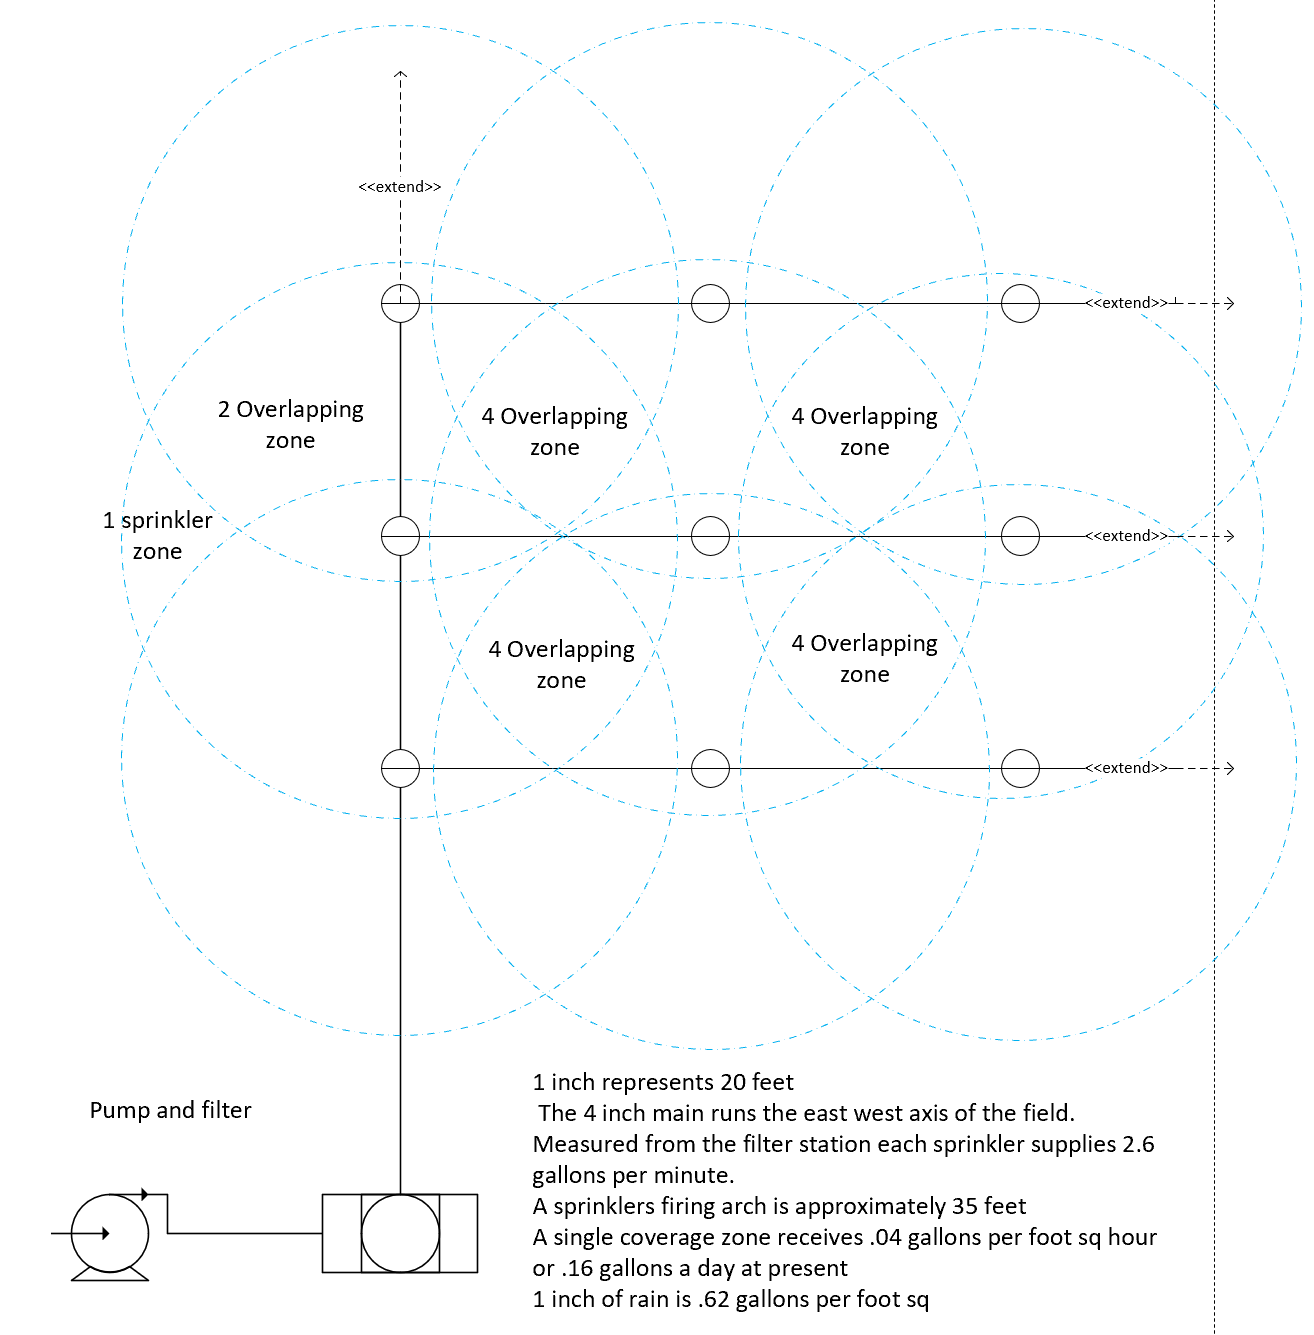 <<extend>>
<<extend>>
2 Overlapping
zone
4 Overlapping
zone
4 Overlapping
zone
1 sprinkler
zone
<<extend>>
4 Overlapping
zone
4 Overlapping
zone
<<extend>>
Pump and filter
1 inch represents 20 feet
The 4 inch main runs the east west axis of the field.
Measured from the filter station each sprinkler supplies 2.6
gallons per minute.
A sprinklers firing arch is approximately 35 feet
A single coverage zone receives .04 gallons per foot sq hour
or .16 gallons a day at present
1 inch of rain is .62 gallons per foot sq